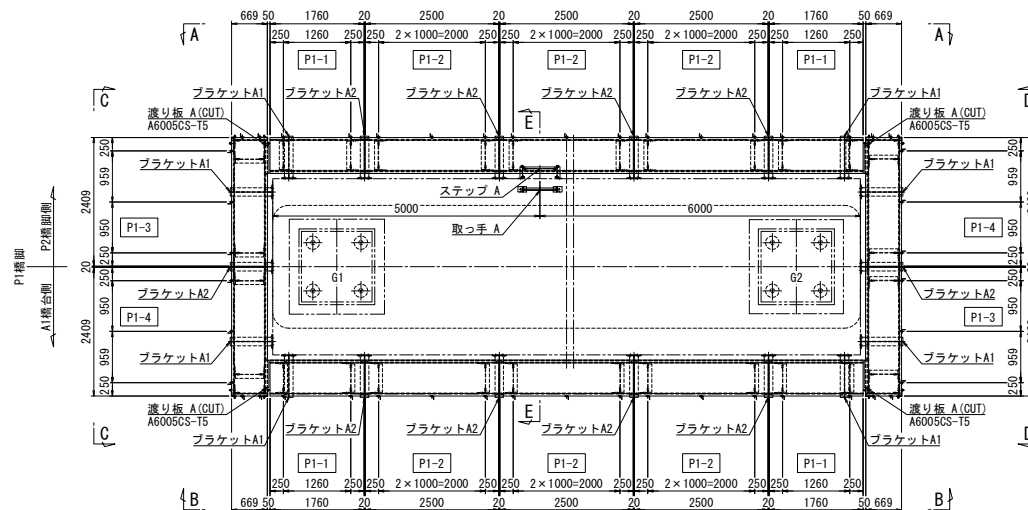 669 50 1760 20 2500 20 2500 20 2500 20 1760 50 669
A A
250 1260 250 250 2×1000=2000 250 250 2×1000=2000 250 250 2×1000=2000 250 250 1260 250
P1-1 P1-2 P1-2 P1-2 P1-1
C ブラケットA1 ブラケットA2 ブラケットA2 ブラケットA2 ブラケットA2 ブラケットA1 D
渡り板 A(CUT) E 渡り板 A(CUT)
A6005CS-T5 A6005CS-T5
250 250
ブラケットA1 ブラケットA1
959 959
ステップ A
2409 2409
5000 6000
P2橋脚側 P1-3 950 取っ手 A 950 P1-4
250 250
P1橋脚 20 G1 G2 20
250 250
ブラケットA2 ブラケットA2
A1橋台側 P1-4 950 950 P1-3
2409 2409
ブラケットA1 ブラケットA1
959 959
250 250
渡り板 A(CUT) E 渡り板 A(CUT)
A6005CS-T5 A6005CS-T5
C ブラケットA1 ブラケットA2 ブラケットA2 ブラケットA2 ブラケットA2 ブラケットA1 D
P1-1 P1-2 P1-2 P1-2 P1-1
250 1260 250 250 2×1000=2000 250 250 2×1000=2000 250 250 2×1000=2000 250 250 1260 250
B B
669 50 1760 20 2500 20 2500 20 2500 20 1760 50 669